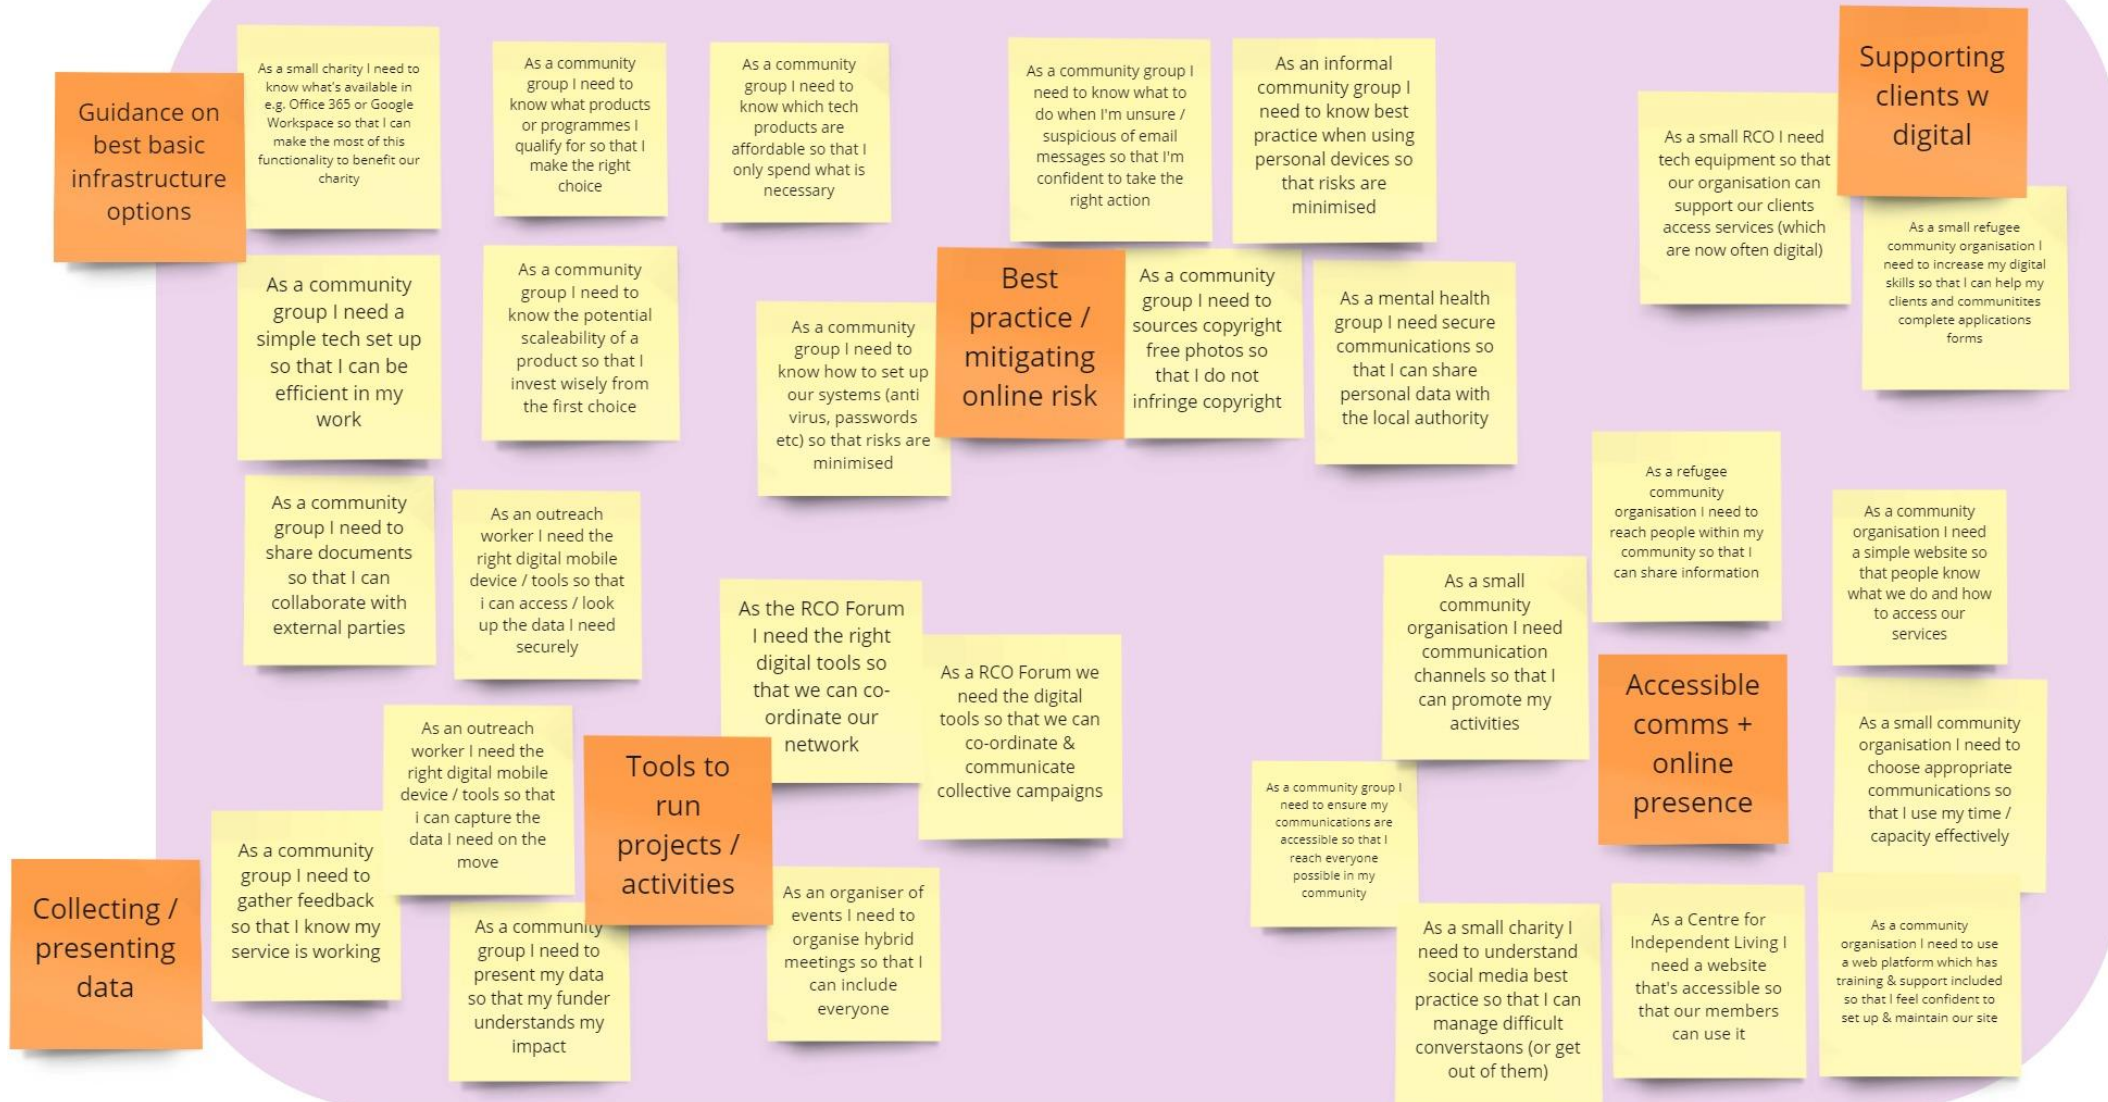 Guidance on
best basic
infrastructure
options
As a small charity I need to
know what's available in
e.g. Office 365 or Google
Workspace so that I can
make the most of this
functionality to benefit our
charity
As a community
group I need to
know what products
or programmes I
qualify for so that I
make the right
choice
As a community
group I need to
know which tech
products are
affordable so that I
only spend what is
necessary
As a community group I
need to know what to
do when I'm unsure /
suspicious of email
messages so that I'm
confident to take the
right action
As an informal
community group I
need to know best
practice when using
personal devices so
that risks are
minimised
Supporting
clients w
digital
As a small RCO I need
tech equipment so that
our organisation can
support our clients
access services (which
are now often digital)
As a small refugee
community organisation I
need to increase my digital
skills so that I can help my
clients and communitites
complete applications
forms
As a community
group I need a
simple tech set up
so that I can be
efficient in my
work
As a community
group I need to
know the potential
scaleability of a
product so that I
invest wisely from
the first choice
As a community
group I need to
know how to set up
our systems (anti
virus, passwords
etc) so that risks are
minimised
Best
practice /
mitigating
online risk
As a community
group I need to
sources copyright
free photos so
that I do not
infringe copyright
As a mental health
group I need secure
communications so
that I can share
personal data with
the local authority
As a community
group I need to
share documents
so that I can
collaborate with
external parties
As an outreach
worker I need the
right digital mobile
device / tools so that
i can access / look
up the data I need
securely
As the RCO Forum
I need the right
digital tools so
that we can co-
ordinate our
network
As a RCO Forum we
need the digital
tools so that we can
co-ordinate &
communicate
collective campaigns
As a small
community
organisation I need
communication
channels so that I
can promote my
activities
As a refugee
community
organisation I need to
reach people within my
community so that I
can share information
As a community
organisation I need
a simple website so
that people know
what we do and how
to access our
services
Accessible
comms +
online
presence
As a small community
organisation I need to
choose appropriate
communications so
that I use my time /
capacity effectively
As an outreach
worker I need the
right digital mobile
device / tools so that
i can capture the
data I need on the
move
Tools to
run
projects /
activities
As a community group I
need to ensure my
communications are
accessible so that I
reach everyone
possible in my
community
Collecting /
presenting
data
As a community
group I need to
gather feedback
so that I know my
service is working
As a community
group I need to
present my data
so that my funder
understands my
impact
As an organiser of
events I need to
organise hybrid
meetings so that I
can include
everyone
As a small charity I
need to understand
social media best
practice so that I can
manage difficult
converstaons (or get
out of them)
As a Centre for
Independent Living I
need a website
that's accessible so
that our members
can use it
As a community
organisation I need to use
a web platform which has
training & support included
so that I feel confident to
set up & maintain our site